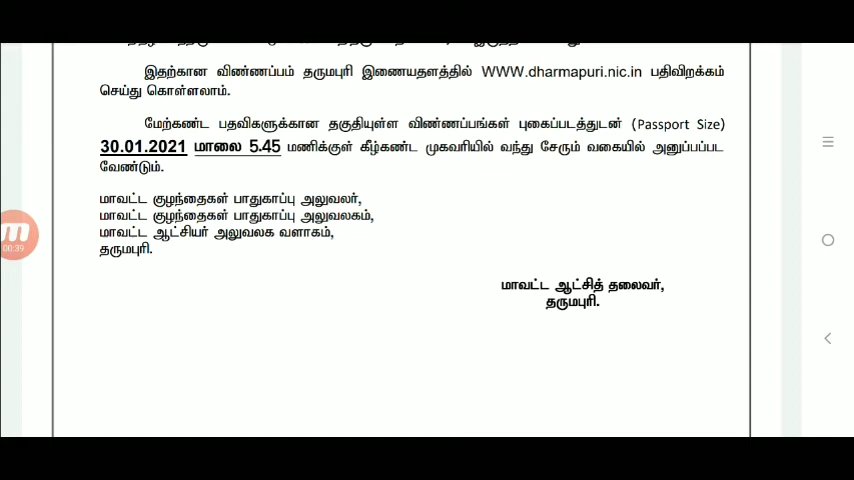 இதற்கான விண்ணப்பம் தருமபுரி இணையதளத்தில் WWW.dharmapuri.nic.in பதிவிறக்கம்
செய்து கொள்ளலாம்.
மேற்கண்ட பதவிகளுக்கான தகுதியுள்ள விண்ணப்பங்கள் புகைப்படத்துடன் (Passport Size)
30.01.2021 மாலை 5.45 மணிக்குள் கீழ்கண்ட முகவரியில் வந்து சேரும் வகையில் அனுப்பப்பட
வேண்டும்.
மாவட்ட குழந்தைகள் பாதுகாப்பு அலுவலர்,
மாவட்ட குழந்தைகள் பாதுகாப்பு அலுவலகம்,
மாவட்ட ஆட்சியர் அலுவலக வளாகம்,
தருமபுரி.
மாவட்ட ஆட்சித் தலைவர்,
தருமபுரி.
00:39